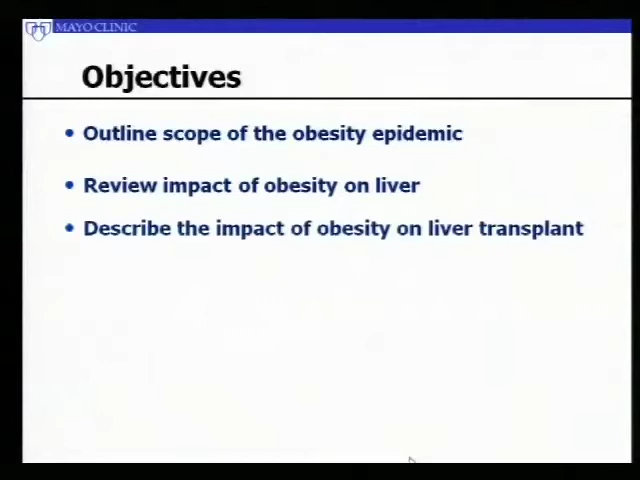 MAYO CLINIC
Objectives
• Outline scope of the obesity epidemic
• Review impact of obesity on liver
• Describe the impact of obesity on liver transplant